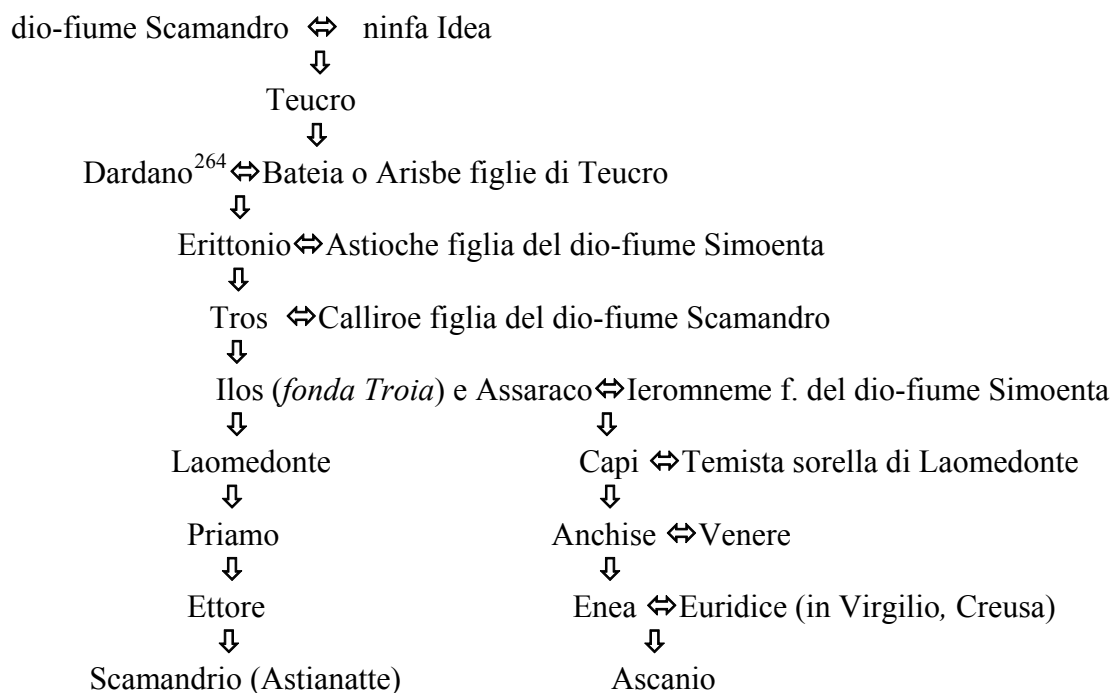 dio-fiume Scamandro ⇔ ninfa Idea
⇓
Teucro
⇓
Dardano264 ⇔ Bateia o Arisbe figlie di Teucro
⇓
Erittonio ⇔ Astioche figlia del dio-fiume Simoenta
⇓
Tros ⇔ Calliroe figlia del dio-fiume Scamandro
⇓
Ilos (fonda Troia) e Assaraco ⇔ Ieromneme f. del dio-fiume Simoenta
⇓ ⇓
Laomedonte Capi ⇔ Temista sorella di Laomedonte
⇓ ⇓
Priamo Anchise ⇔ Venere
⇓ ⇓
Ettore Enea ⇔ Euridice (in Virgilio, Creusa)
⇓ ⇓
Scamandrio (Astianatte) Ascanio